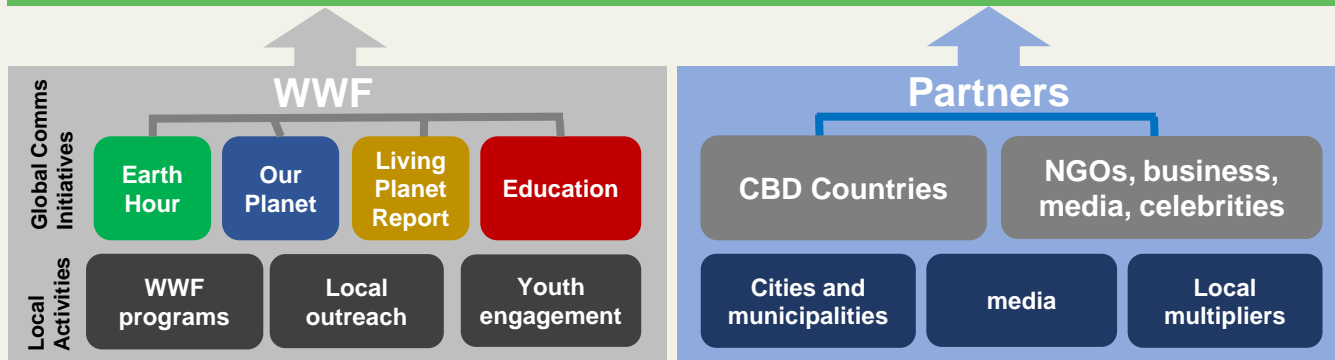 WWF
Partners
Global Comms
Initiatives
Earth
Hour
Our
Planet
Living
Planet
Report
Education
CBD Countries
NGOs, business,
media, celebrities
Local
Activities
WWF
programs
Local
outreach
Youth
engagement
Cities and
municipalities
media
Local
multipliers